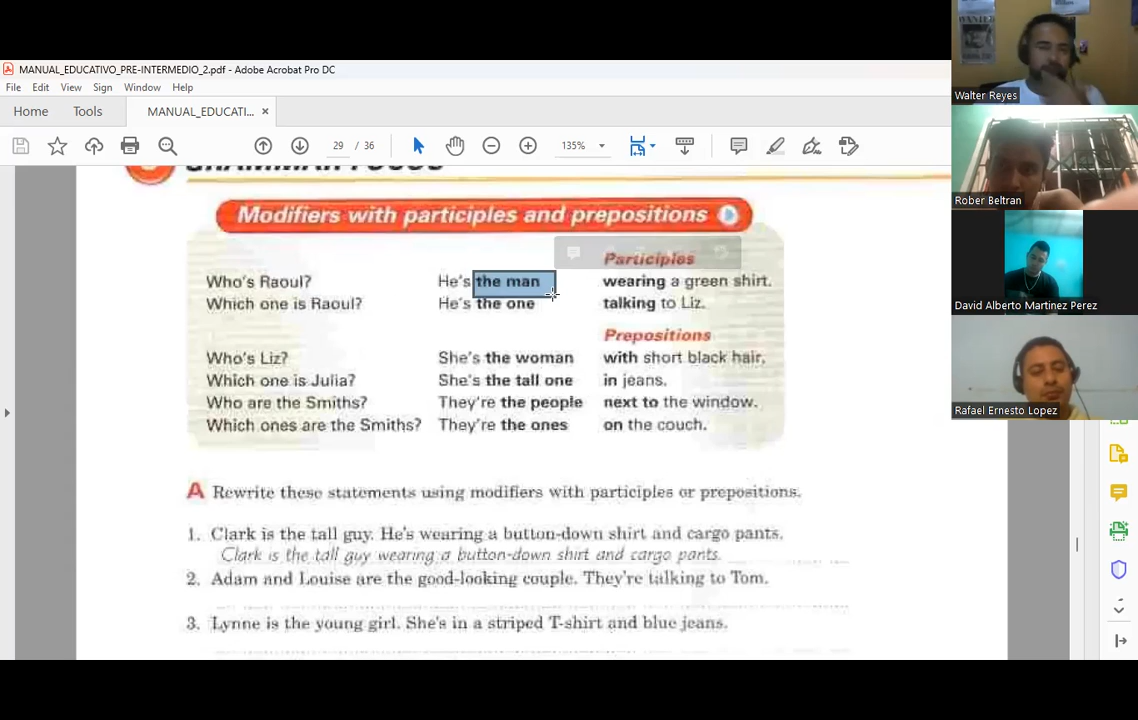 MANUAL_EDUCATIVO_PRE-INTERMEDIO_2.pdf - Adobe Acrobat Pro DC
File Edit View Sign Window Help
Home Tools MANUAL_EDUCATI... ×
29 / 36 135%
GRAMMAR FOCUS
Modifiers with participles and prepositions
Participles
Who's Raoul? He's the man wearing a green shirt.
Which one is Raoul? He's the one talking to Liz.
Prepositions
Who's Liz? She's the woman with short black hair.
Which one is Julia? She's the tall one in jeans.
Who are the Smiths? They're the people next to the window.
Which ones are the Smiths? They're the ones on the couch.
A Rewrite these statements using modifiers with participles or prepositions.
1. Clark is the tall guy. He's wearing a button-down shirt and cargo pants.
Clark is the tall guy wearing a button-down shirt and cargo pants.
2. Adam and Louise are the good-looking couple. They're talking to Tom.
3. Lynne is the young girl. She's in a striped T-shirt and blue jeans.
WANTED
Walter Reyes
Rober Beltran
David Alberto Martinez Perez
Rafael Ernesto Lopez